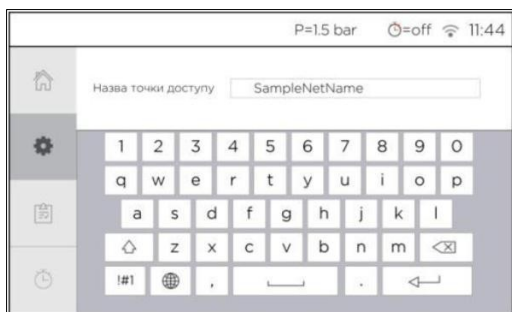 P=1.5 bar =off 11:44
Назва точки доступу SampleNetName
1 2 3 4 5 6 7 8 9 0
q w e r t y u i o p
a s d f g h j k l
z x c v b n m
!#1 , .